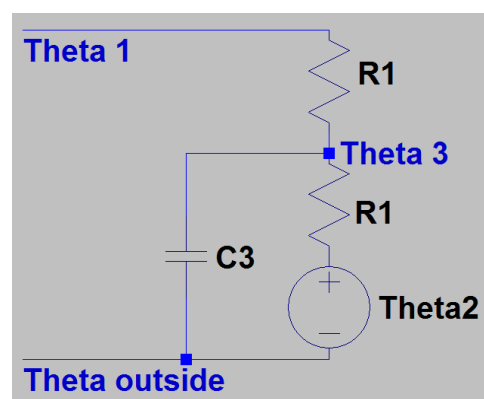 Theta 1
R1
Theta 3
R1
C3
+
Theta2
−
Theta outside